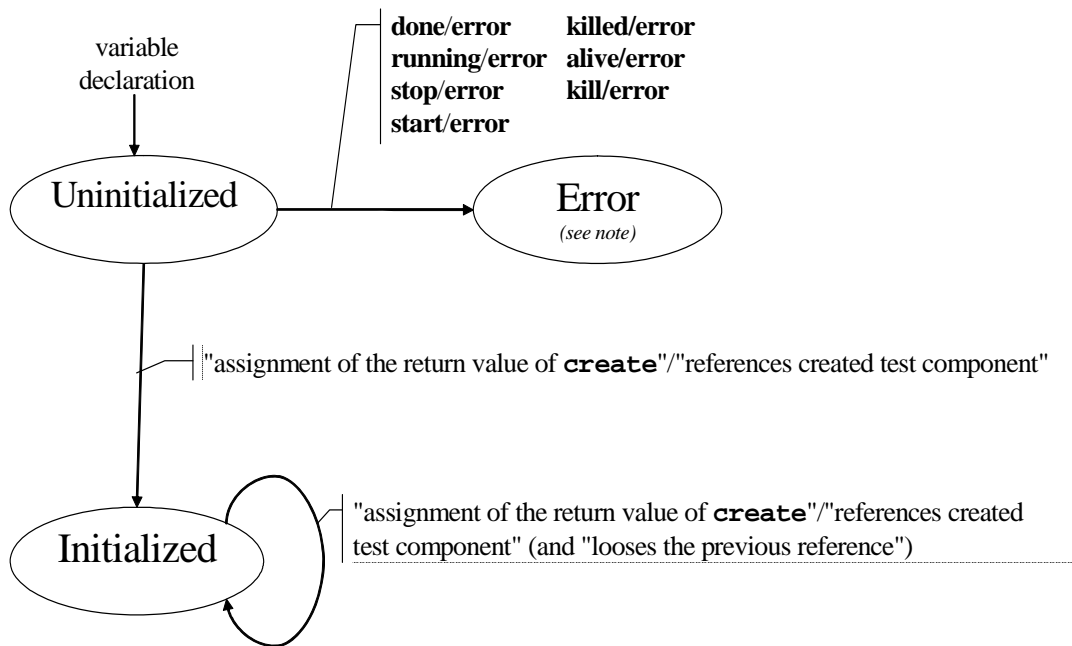 variable
declaration
done/error killed/error
running/error alive/error
stop/error kill/error
start/error
Uninitialized
Error
(see note)
"assignment of the return value of create"/"references created test component"
Initialized
"assignment of the return value of create"/"references created
test component" (and "looses the previous reference")